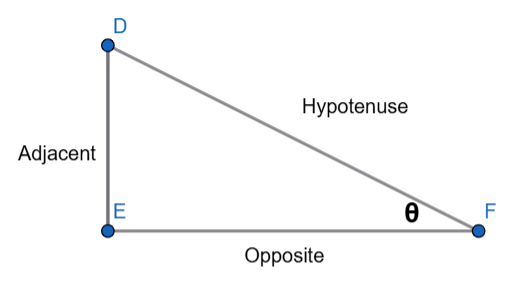 D
Hypotenuse
Adjacent
E
θ
F
Opposite